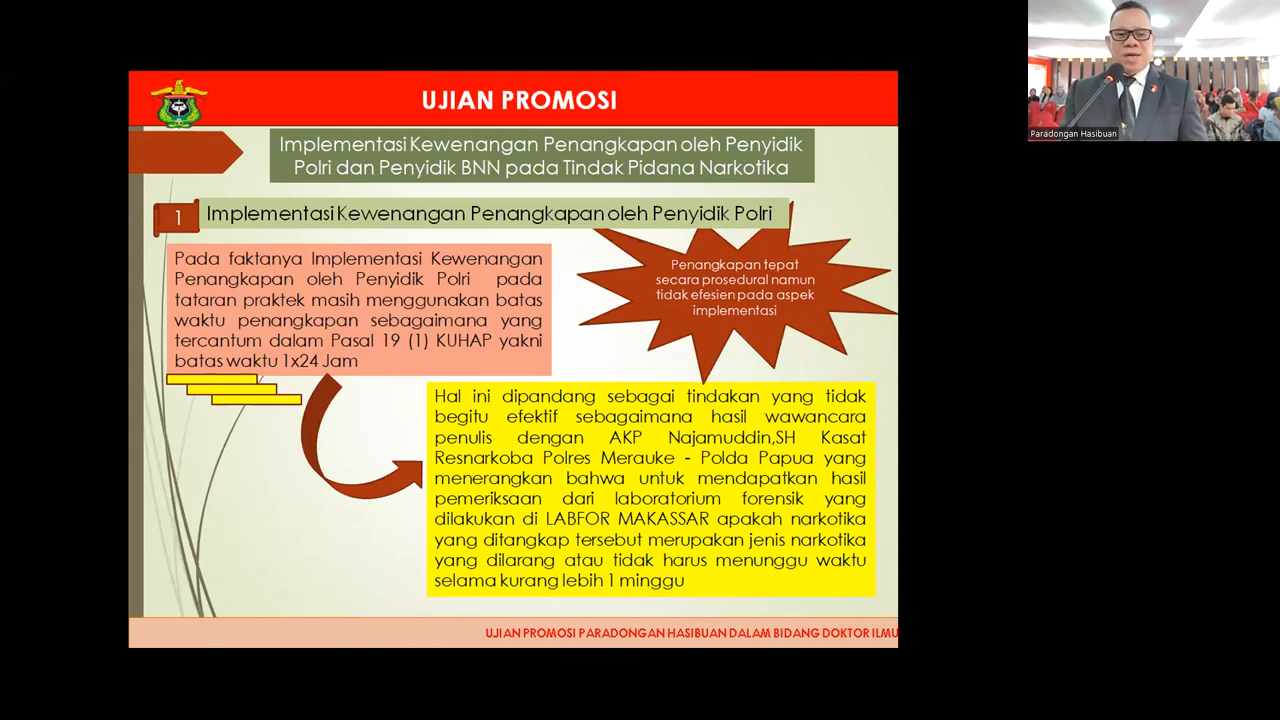 UJIAN PROMOSI
Implementasi Kewenangan Penangkapan oleh Penyidik
Polri dan Penyidik BNN pada Tindak Pidana Narkotika
1
Implementasi Kewenangan Penangkapan oleh Penyidik Polri
Pada faktanya Implementasi Kewenangan
Penangkapan oleh Penyidik Polri pada
tataran praktek masih menggunakan batas
waktu penangkapan sebagaimana yang
tercantum dalam Pasal 19 (1) KUHAP yakni
batas waktu 1x24 Jam
Penangkapan tepat
secara prosedural namun
tidak efesien pada aspek
implementasi
Hal ini dipandang sebagai tindakan yang tidak
begitu efektif sebagaimana hasil wawancara
penulis dengan AKP Najamuddin,SH Kasat
Resnarkoba Polres Merauke - Polda Papua yang
menerangkan bahwa untuk mendapatkan hasil
pemeriksaan dari laboratorium forensik yang
dilakukan di LABFOR MAKASSAR apakah narkotika
yang ditangkap tersebut merupakan jenis narkotika
yang dilarang atau tidak harus menunggu waktu
selama kurang lebih 1 minggu
UJIAN PROMOSI PARADONGAN HASIBUAN DALAM BIDANG DOKTOR ILMU
Paradongan Hasibuan